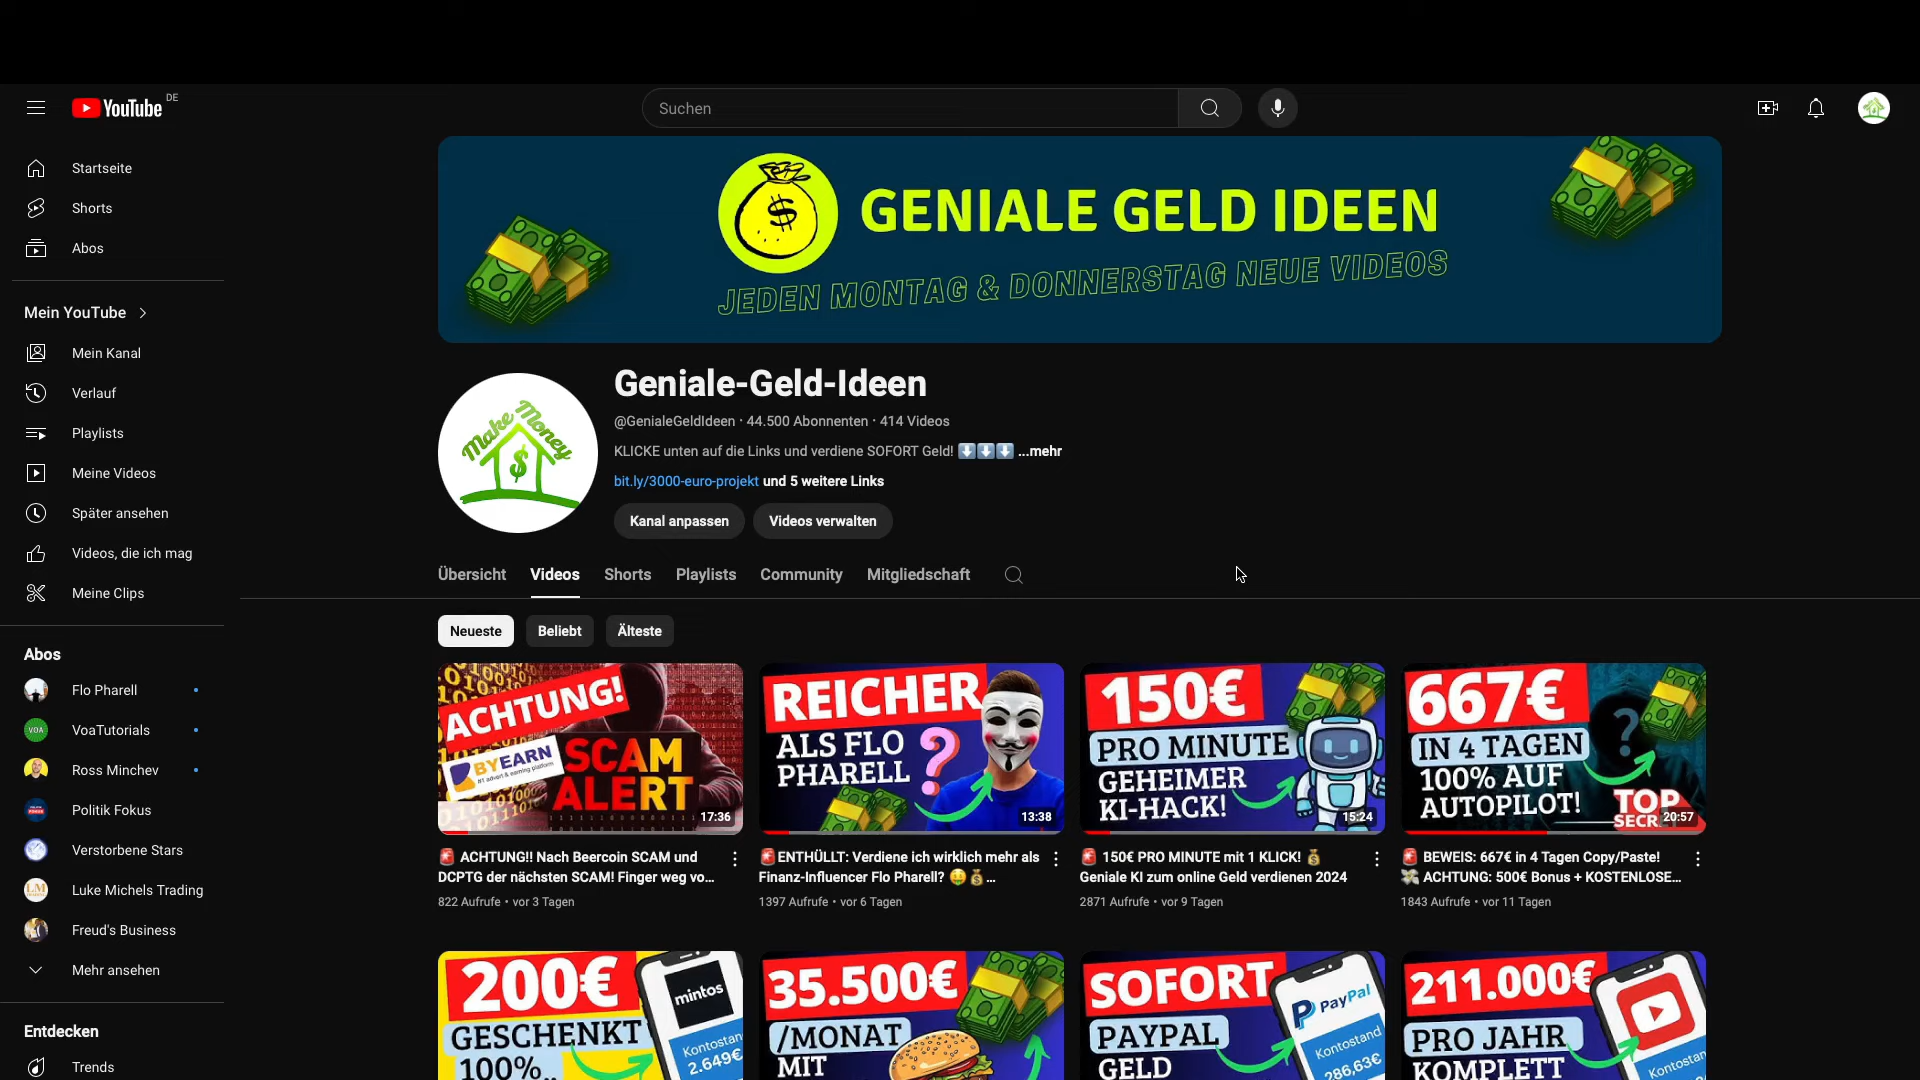 YouTube DE
Suchen
Startseite
Shorts
Abos
Mein YouTube
Mein Kanal
Verlauf
Playlists
Meine Videos
Später ansehen
Videos, die ich mag
Meine Clips
Abos
Flo Pharell
VOA
VoaTutorials
Ross Minchev
Politik Fokus
Verstorbene Stars
LM
Luke Michels Trading
Freud's Business
Mehr ansehen
Entdecken
Trends
GENIALE GELD IDEEN
JEDEN MONTAG & DONNERSTAG NEUE VIDEOS
Make Money
$
Geniale-Geld-Ideen
@GenialeGeldIdeen · 44.500 Abonnenten · 414 Videos
KLICKE unten auf die Links und verdiene SOFORT Geld! ⬇️⬇️⬇️ ...mehr
bit.ly/3000-euro-projekt und 5 weitere Links
Kanal anpassen
Videos verwalten
Übersicht
Videos
Shorts
Playlists
Community
Mitgliedschaft
Neueste
Beliebt
Älteste
ACHTUNG!
BYEARN
#1 advert & earning platform
SCAM
ALERT
17:36
🚨 ACHTUNG!! Nach Beercoin SCAM und
DCPTG der nächsten SCAM! Finger weg vo...
822 Aufrufe • vor 3 Tagen
REICHER
ALS FLO
PHARELL
?
13:38
🚨ENTHÜLLT: Verdiene ich wirklich mehr als
Finanz-Influencer Flo Pharell? 🤑💰...
1397 Aufrufe • vor 6 Tagen
150€
PRO MINUTE
GEHEIMER
KI-HACK!
15:24
🚨 150€ PRO MINUTE mit 1 KLICK! 💰
Geniale KI zum online Geld verdienen 2024
2871 Aufrufe • vor 9 Tagen
667€
IN 4 TAGEN
100% AUF
AUTOPILOT!
?
TOP
SECR
20:57
🚨 BEWEIS: 667€ in 4 Tagen Copy/Paste!
💸 ACHTUNG: 500€ Bonus + KOSTENLOSE...
1843 Aufrufe • vor 11 Tagen
200€
GESCHENKT
100%..
mintos
Kontostand
2.649€
35.500€
/MONAT
MIT
SOFORT
PAYPAL
GELD
PayPal
Kontostand
286,63€
211.000€
PRO JAHR
KOMPLETT
Kontostan